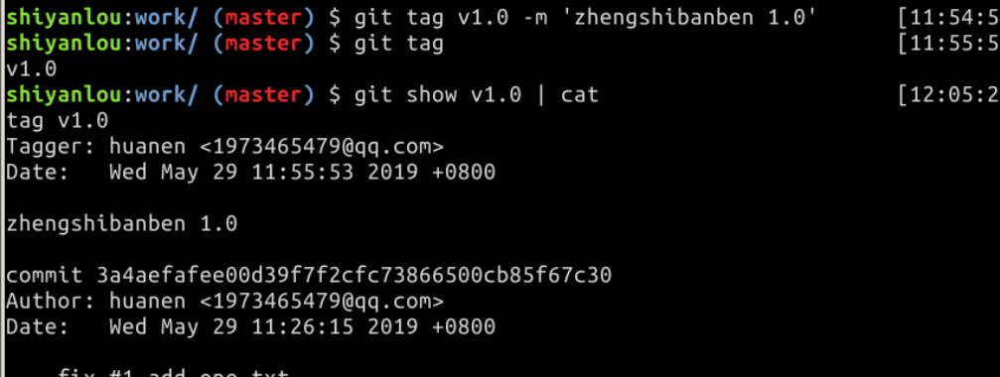 shiyanlou:work/ (master) $ git tag v1.0 -m 'zhengshibanben 1.0' [11:54:5
shiyanlou:work/ (master) $ git tag [11:55:5
v1.0
shiyanlou:work/ (master) $ git show v1.0 | cat [12:05:2
tag v1.0
Tagger: huanen <1973465479@qq.com>
Date: Wed May 29 11:55:53 2019 +0800
zhengshibanben 1.0
commit 3a4aefafee00d39f7f2cfc73866500cb85f67c30
Author: huanen <1973465479@qq.com>
Date: Wed May 29 11:26:15 2019 +0800
fix #1 add one.txt